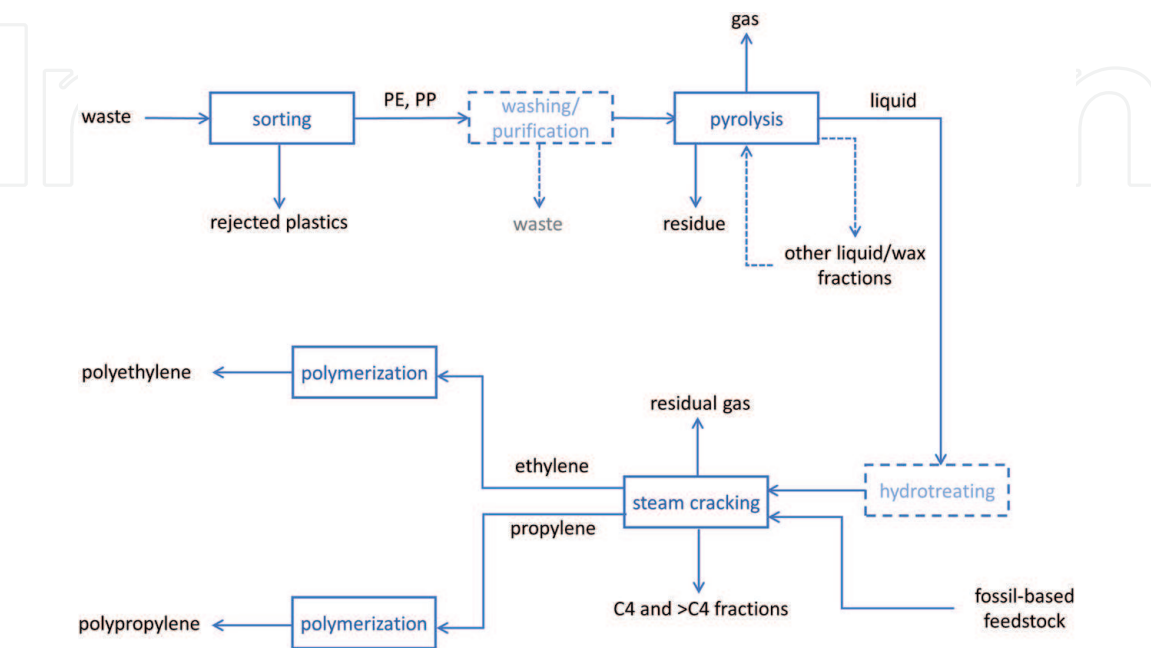 gas
waste
sorting
PE, PP
washing/
purification
pyrolysis
liquid
rejected plastics
waste
residue
other liquid/wax
fractions
polyethylene
polymerization
residual gas
ethylene
steam cracking
hydrotreating
propylene
polypropylene
polymerization
C4 and >C4 fractions
fossil-based
feedstock